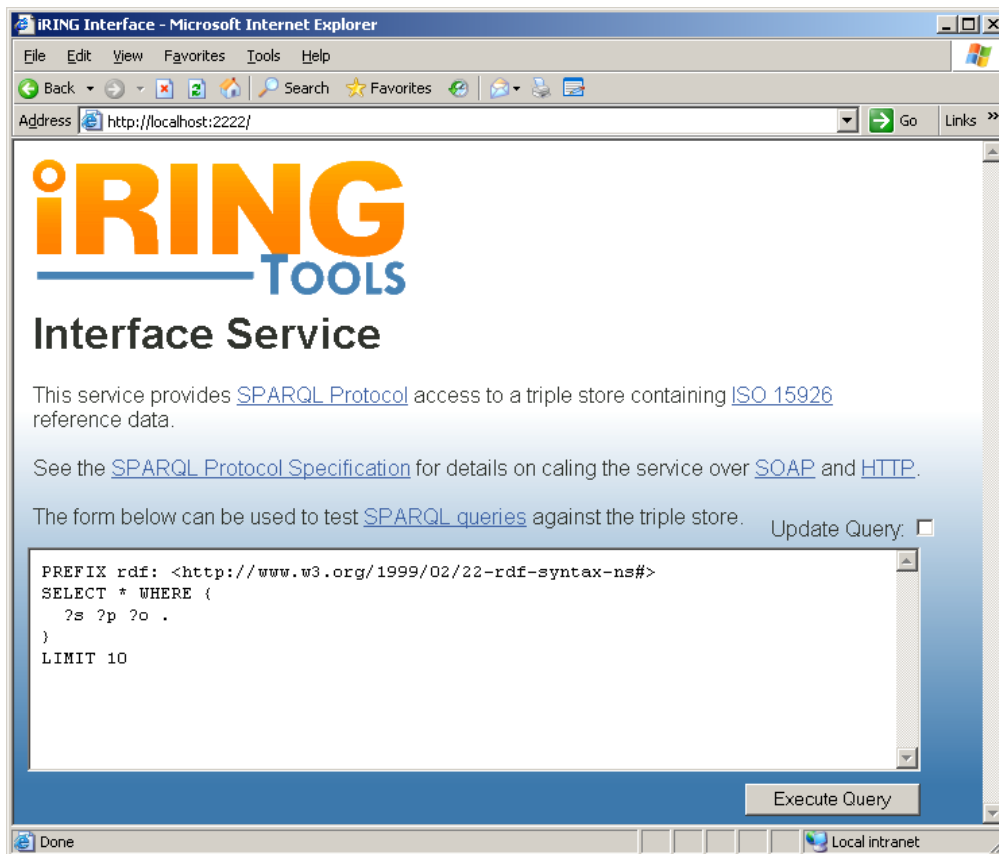 iRING Interface - Microsoft Internet Explorer
File Edit View Favorites Tools Help
Back Search Favorites
Address http://localhost:2222/ Go Links »
iRING
TOOLS
Interface Service
This service provides SPARQL Protocol access to a triple store containing ISO 15926
reference data.
See the SPARQL Protocol Specification for details on caling the service over SOAP and HTTP.
The form below can be used to test SPARQL queries against the triple store.
Update Query:
PREFIX rdf: <http://www.w3.org/1999/02/22-rdf-syntax-ns#>
SELECT * WHERE {
?s ?p ?o .
}
LIMIT 10
Execute Query
Done Local intranet